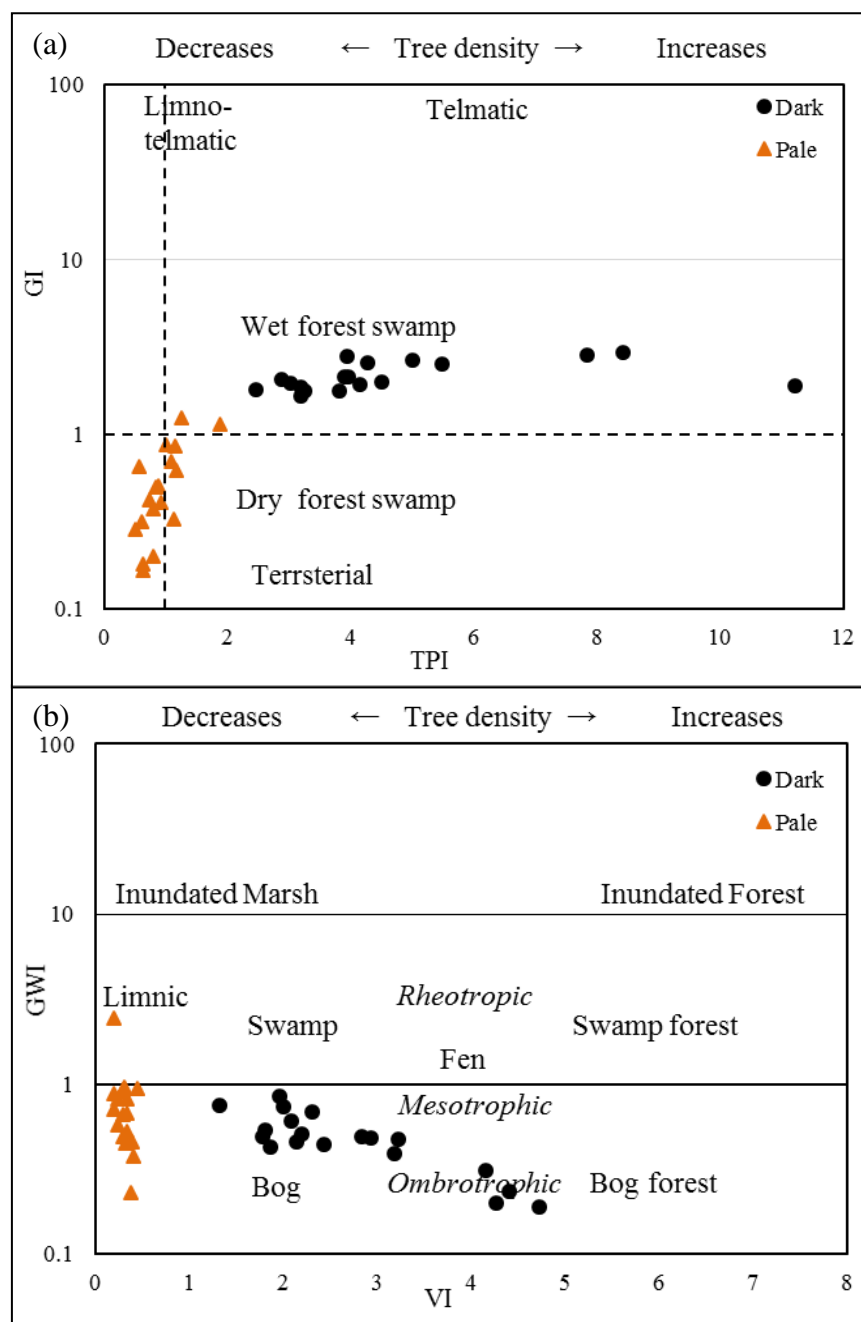 (a) Decreases ← Tree density → Increases
100
Limno-
telmatic
Telmatic
Dark
Pale
10
GI
Wet forest swamp
1
Dry forest swamp
Terrsterial
0.1
0 2 4 6 8 10 12
TPI
(b) Decreases ← Tree density → Increases
100
Dark
Pale
Inundated Marsh Inundated Forest
10
GWI
Limnic Rheotropic
Swamp Swamp forest
Fen
1
Mesotrophic
Bog Ombrotrophic Bog forest
0.1
0 1 2 3 4 5 6 7 8
VI